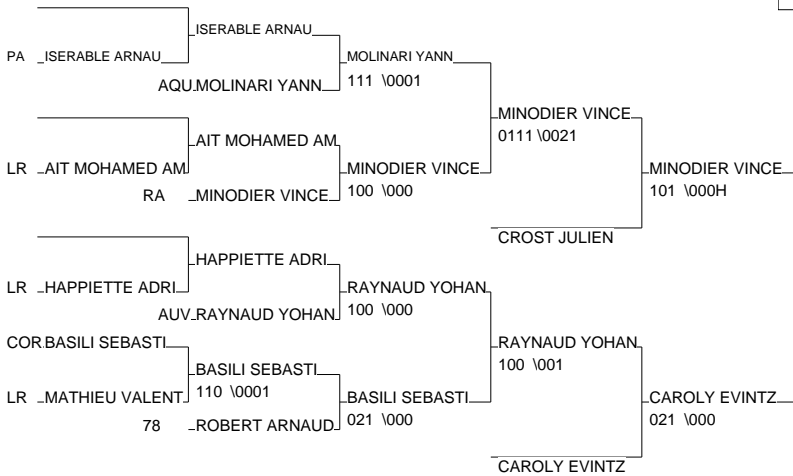 ISERABLE ARNAU
PA ISERABLE ARNAU
MOLINARI YANN
AQU MOLINARI YANN
111 \0001
MINODIER VINCE
0111 \0021
AIT MOHAMED AM
LR AIT MOHAMED AM
MINODIER VINCE
MINODIER VINCE
RA MINODIER VINCE
100 \000
101 \000H
CROST JULIEN
HAPPIETTE ADRI
LR HAPPIETTE ADRI
RAYNAUD YOHAN
AUV RAYNAUD YOHAN
100 \000
COR BASILI SEBASTI
RAYNAUD YOHAN
100 \001
BASILI SEBASTI
110 \0001
LR MATHIEU VALENT
BASILI SEBASTI
CAROLY EVINTZ
021 \000
021 \000
78 ROBERT ARNAUD
CAROLY EVINTZ